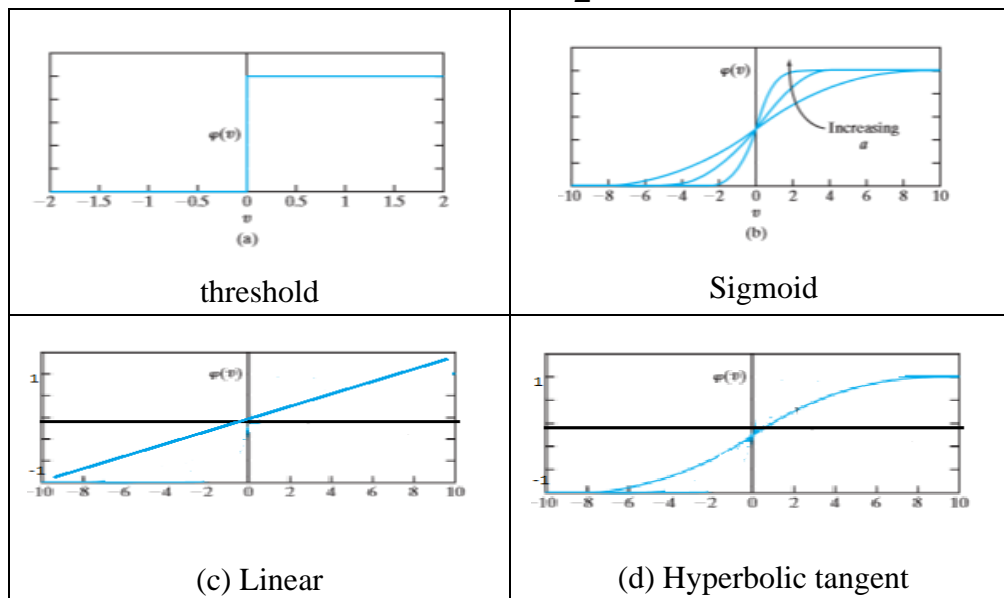 φ(v)
−2 −1.5 −1 −0.5 0 0.5 1 1.5 2
v
(a)
threshold
φ(v)
Increasing
a
-10 −8 −6 −4 −2 0 2 4 6 8 10
v
(b)
Sigmoid
1
φ(v)
-1
−10 −8 −6 −4 −2 0 2 4 6 8 10
(c) Linear
1
φ(v)
-1
−10 −8 −6 −4 −2 0 2 4 6 8 10
(d) Hyperbolic tangent